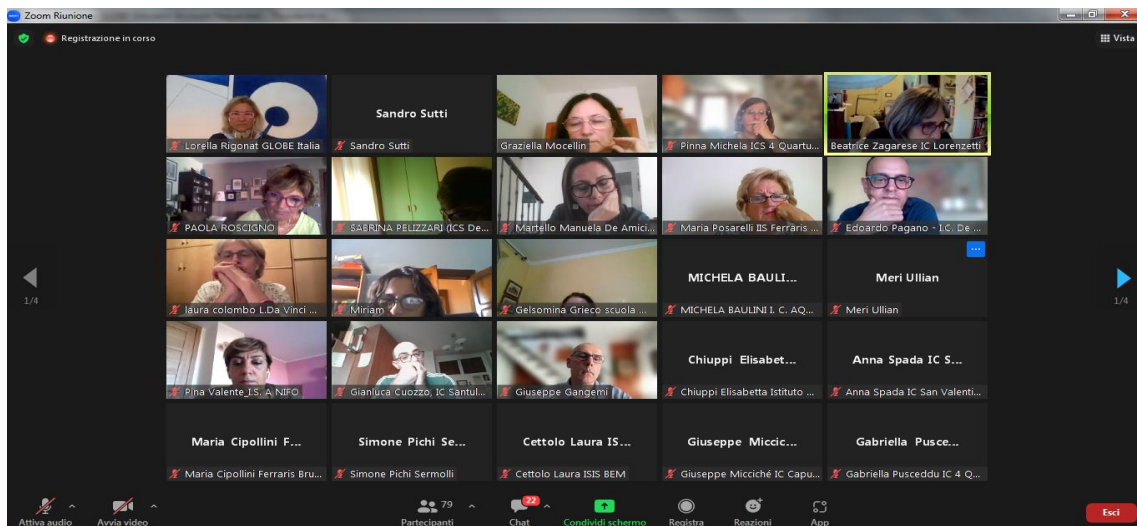 Zoom Riunione
Registrazione in corso
Vista
Lorella Rigonat GLOBE Italia
Sandro Sutti
Sandro Sutti
Graziella Mocellin
Pinna Michela ICS 4 Quartu...
Beatrice Zagarese IC Lorenzetti
PAOLA ROSCIGNO
SABRINA PELIZZARI (ICS De...
Martello Manuela De Amici...
Maria Posarelli IIS Ferraris ...
Edoardo Pagano - I.C. De ...
laura colombo L.Da Vinci ...
Miriam
Gelsomina Grieco scuola ...
MICHELA BAULI...
MICHELA BAULINI I. C. AQ...
Meri Ullian
Meri Ullian
1/4
1/4
Pina Valente_I.S. A NIFO
Gianluca Cuozzo, IC Santul...
Giuseppe Gangemi
Chiuppi Elisabet...
Chiuppi Elisabetta Istituto ...
Anna Spada IC S...
Anna Spada IC San Valenti...
Maria Cipollini F...
Maria Cipollini Ferraris Bru...
Simone Pichi Se...
Simone Pichi Sermolli
Cettolo Laura IS...
Cettolo Laura ISIS BEM
Giuseppe Miccic...
Giuseppe Micciché IC Capu...
Gabriella Pusce...
Gabriella Pusceddu IC 4 Q...
Attiva audio
Avvia video
79
Partecipanti
22
Chat
Condividi schermo
Registra
Reazioni
App
Esci